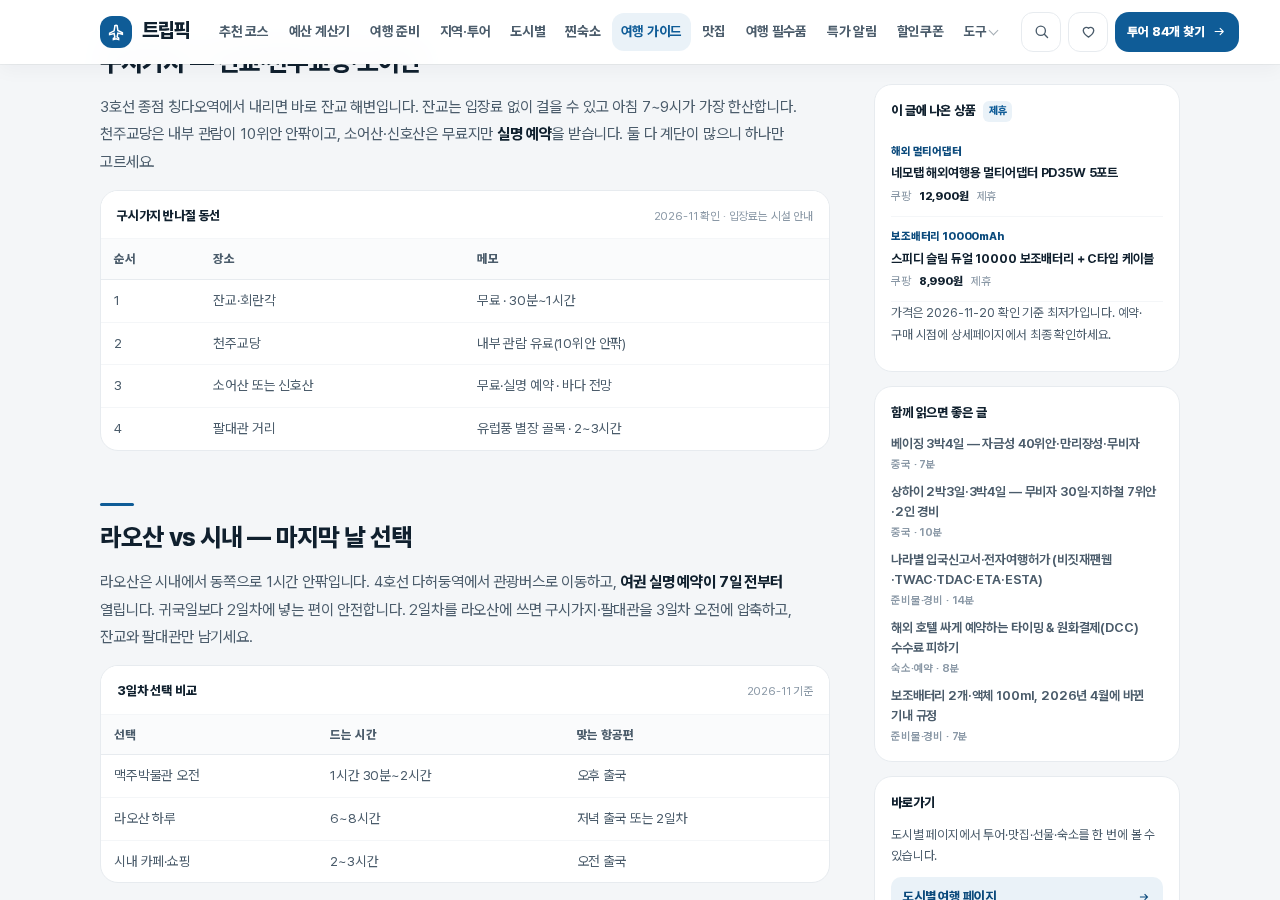 트립픽
추천 코스
예산 계산기
여행 준비
지역·투어
도시별
찐숙소
여행 가이드
맛집
여행 필수품
특가 알림
할인쿠폰
도구
투어 84개 찾기 →
3호선 종점 칭다오역에서 내리면 바로 잔교 해변입니다. 잔교는 입장료 없이 걸을 수 있고 아침 7~9시가 가장 한산합니다.
천주교당은 내부 관람이 10위안 안팎이고, 소어산·신호산은 무료지만 실명 예약을 받습니다. 둘 다 계단이 많으니 하나만
고르세요.
구시가지 반나절 동선
2026-11 확인 · 입장료는 시설 안내
순서 장소 메모
1 잔교·회란각 무료 · 30분~1시간
2 천주교당 내부 관람 유료(10위안 안팎)
3 소어산 또는 신호산 무료·실명 예약 · 바다 전망
4 팔대관 거리 유럽풍 별장 골목 · 2~3시간
라오산 vs 시내 — 마지막 날 선택
라오산은 시내에서 동쪽으로 1시간 안팎입니다. 4호선 다허둥역에서 관광버스로 이동하고, 여권 실명 예약이 7일 전부터
열립니다. 귀국일보다 2일차에 넣는 편이 안전합니다. 2일차를 라오산에 쓰면 구시가지·팔대관을 3일차 오전에 압축하고,
잔교와 팔대관만 남기세요.
3일차 선택 비교
2026-11 기준
선택 드는 시간 맞는 항공편
맥주박물관 오전 1시간 30분~2시간 오후 출국
라오산 하루 6~8시간 저녁 출국 또는 2일차
시내 카페·쇼핑 2~3시간 오전 출국
이 글에 나온 상품 제휴
해외 멀티어댑터
네모탭 해외여행용 멀티어댑터 PD35W 5포트
쿠팡 12,900원 제휴
보조배터리 10000mAh
스피디 슬림 듀얼 10000 보조배터리 + C타입 케이블
쿠팡 8,990원 제휴
가격은 2026-11-20 확인 기준 최저가입니다. 예약·
구매 시점에 상세페이지에서 최종 확인하세요.
함께 읽으면 좋은 글
베이징 3박4일 — 자금성 40위안·만리장성·무비자
중국 · 7분
상하이 2박3일·3박4일 — 무비자 30일·지하철 7위안
·2인 경비
중국 · 10분
나라별 입국신고서·전자여행허가 (비짓재팬웹
·TWAC·TDAC·ETA·ESTA)
준비물·경비 · 14분
해외 호텔 싸게 예약하는 타이밍 & 원화결제(DCC)
수수료 피하기
숙소·예약 · 8분
보조배터리 2개·액체 100ml, 2026년 4월에 바뀐
기내 규정
준비물·경비 · 7분
바로가기
도시별 페이지에서 투어·맛집·선물·숙소를 한 번에 볼 수
있습니다.
도시별 여행 페이지 →